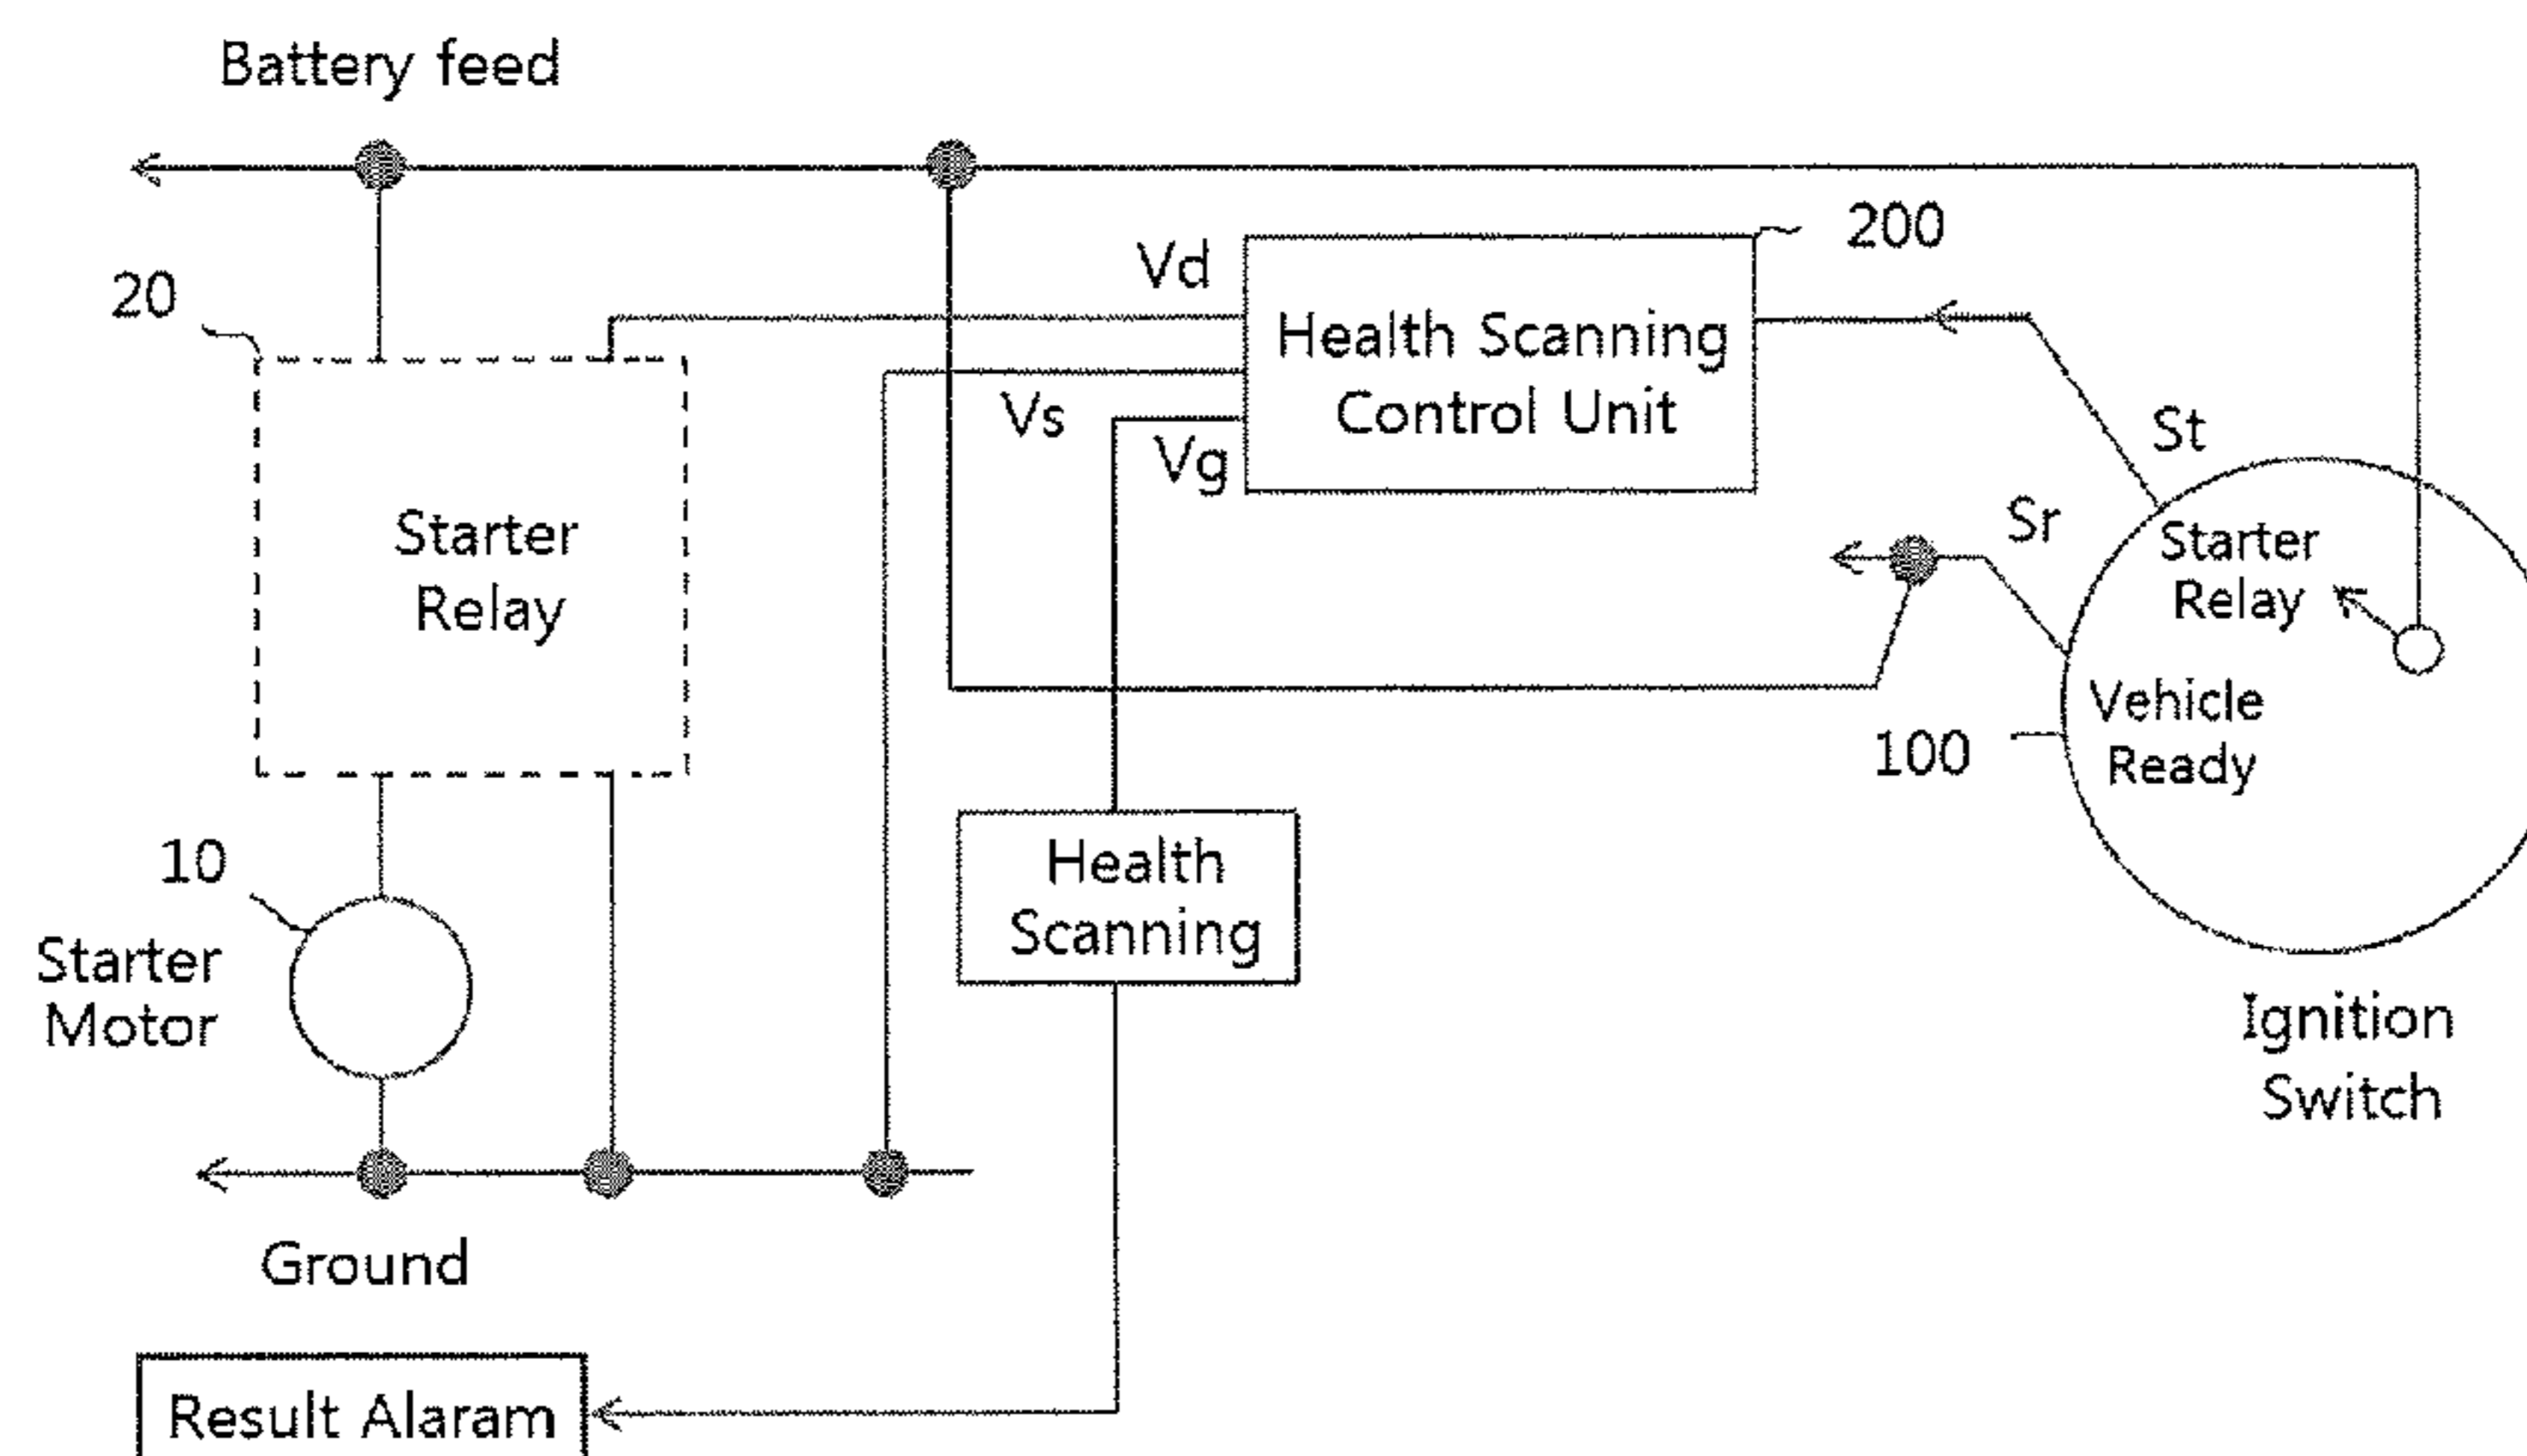 Battery feed
20
Vd
200
Health Scanning
Control Unit
Vs
Vg
St
Sr
Starter
Relay
Starter
Relay
Vehicle
Ready
100
10
Starter
Motor
Health
Scanning
Ignition
Switch
Ground
Result Alaram